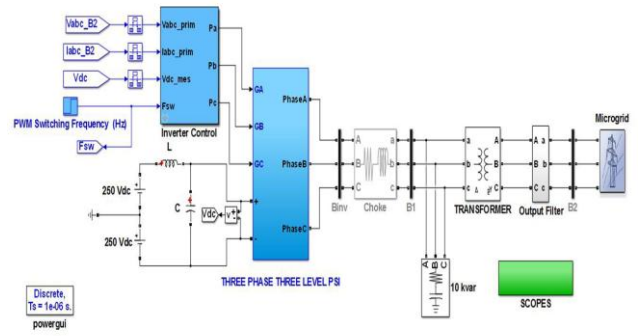 Vabc_B2
Iabc_B2
Vdc
Vabc_prim
Iabc_prim
Vdc_mes
Fsw
Pa
Pb
Pc
Inverter Control
PWM Switching Frequency (Hz)
Fsw
L
250 Vdc
250 Vdc
C
Vdc
v
+
-
GA
GB
GC
+
-
PhaseA
PhaseB
PhaseC
THREE PHASE THREE LEVEL PSI
Binv
A
B
C
a
b
c
Choke
B1
a
b
c
A
B
C
TRANSFORMER
A a
B b
C c
Output Filter
B2
Microgrid
A B C
10 kvar
SCOPES
Discrete,
Ts = 1e-06 s.
powergui